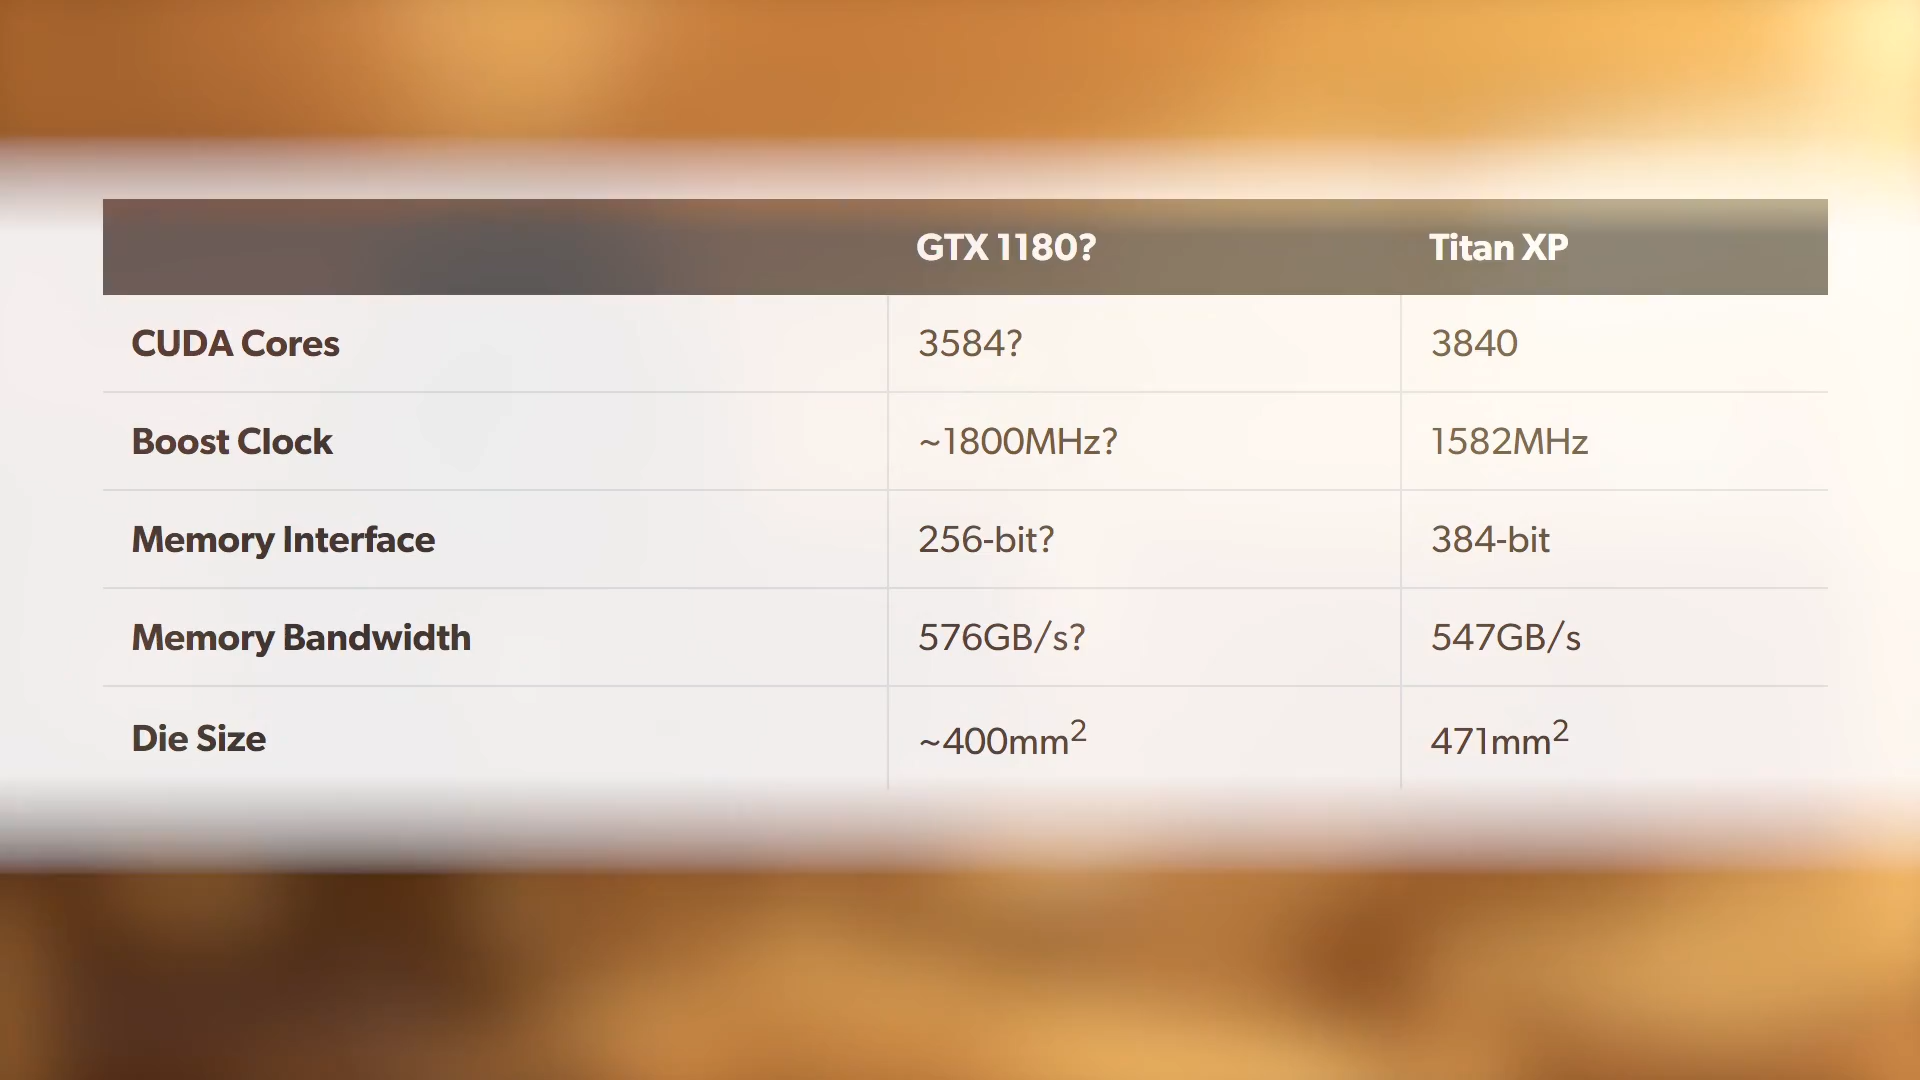 GTX 1180? Titan XP
CUDA Cores 3584? 3840
Boost Clock ~1800MHz? 1582MHz
Memory Interface 256-bit? 384-bit
Memory Bandwidth 576GB/s? 547GB/s
Die Size ~400mm² 471mm²